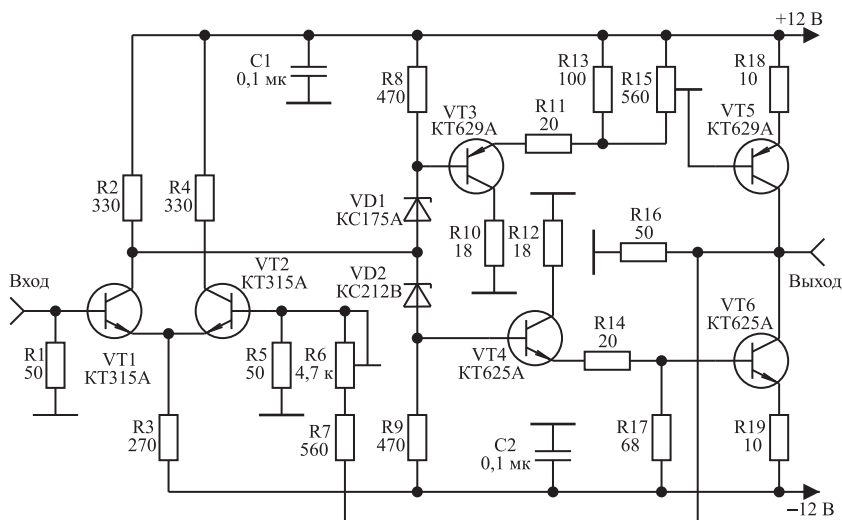 +12 В
C1
0,1 мк
R8
470
R13
100
R15
560
R18
10
R11
20
VT3
КТ629А
VT5
КТ629А
R2
330
R4
330
VD1
КС175А
R10
18
R12
18
R16
50
Вход
VT2
КТ315А
VD2
КС212В
Выход
VT6
КТ625А
R14
20
R1
50
VT1
КТ315А
R5
50
R6
4,7 к
VT4
КТ625А
R3
270
R7
560
R9
470
C2
0,1 мк
R17
68
R19
10
–12 В